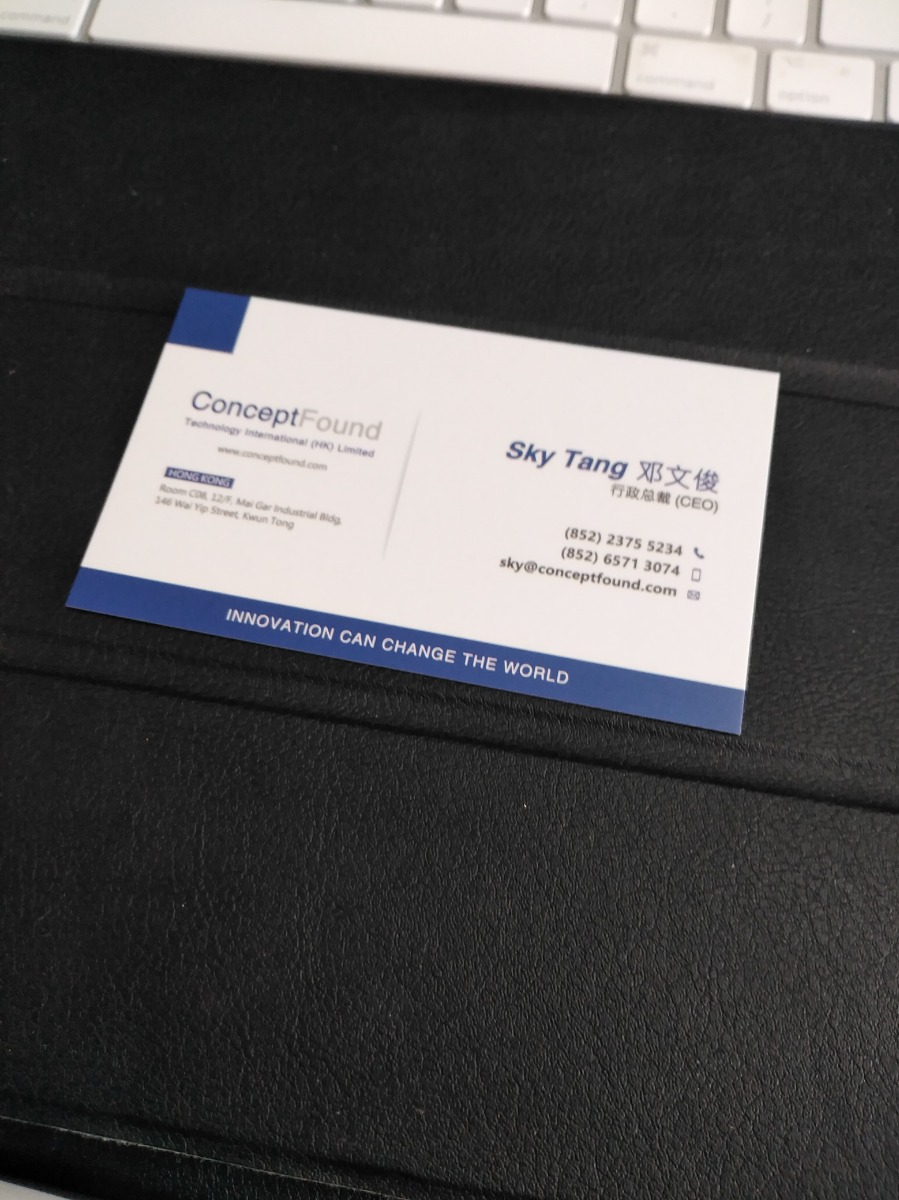 command
command
option
ConceptFound
Technology International (HK) Limited
www.conceptfound.com
HONG KONG
Room C08, 12/F, Mai Gar Industrial Bldg,
146 Wai Yip Street, Kwun Tong
Sky Tang 邓文俊
行政总裁 (CEO)
(852) 2375 5234
(852) 6571 3074
sky@conceptfound.com
INNOVATION CAN CHANGE THE WORLD